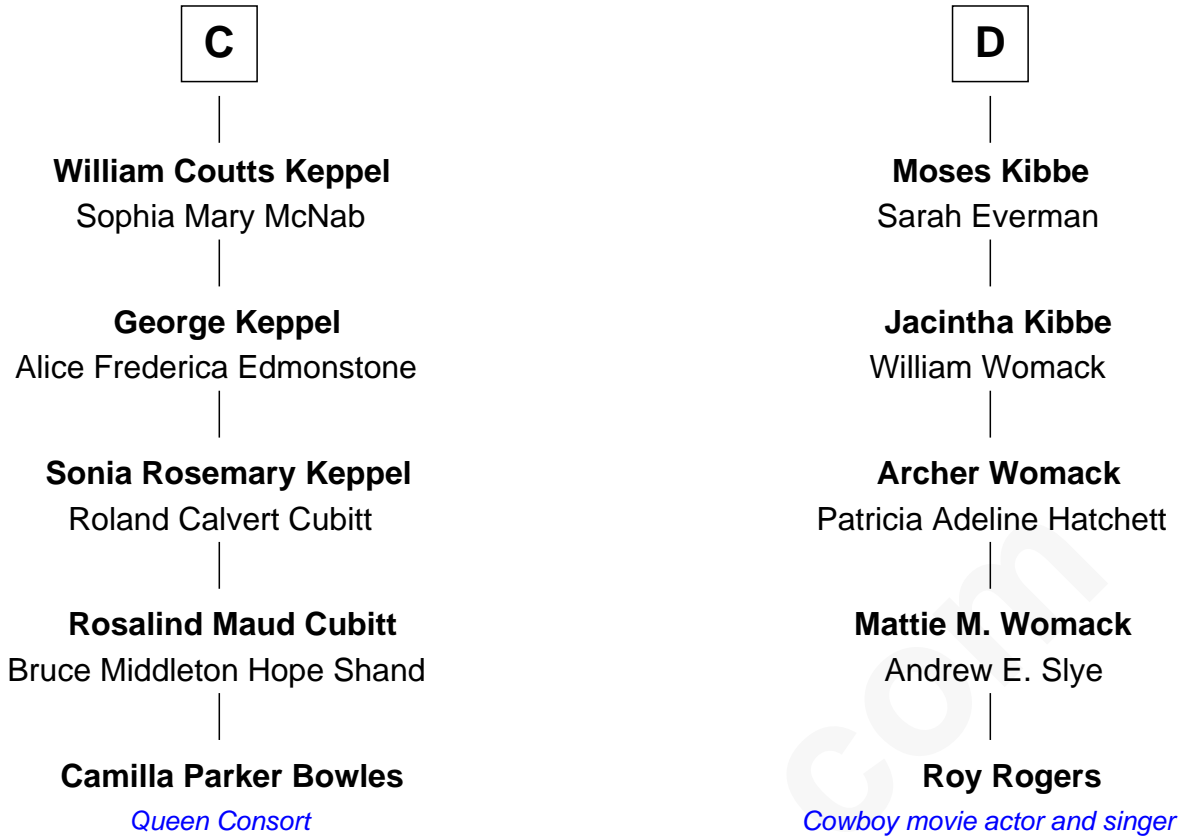 C
William Coutts Keppel
Sophia Mary McNab
George Keppel
Alice Frederica Edmonstone
Sonia Rosemary Keppel
Roland Calvert Cubitt
Rosalind Maud Cubitt
Bruce Middleton Hope Shand
Camilla Parker Bowles
Queen Consort
D
Moses Kibbe
Sarah Everman
Jacintha Kibbe
William Womack
Archer Womack
Patricia Adeline Hatchett
Mattie M. Womack
Andrew E. Slye
Roy Rogers
Cowboy movie actor and singer
com